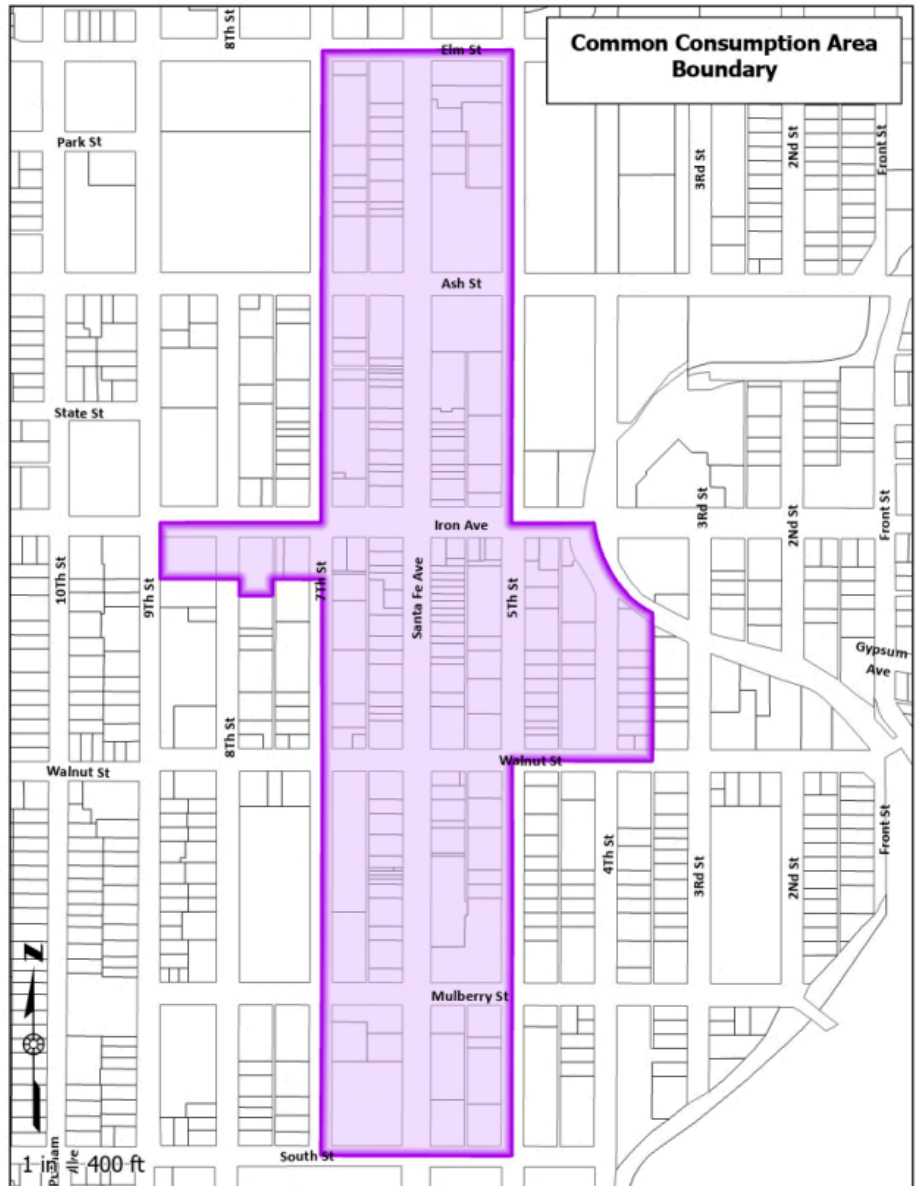 Common Consumption Area
Boundary
8Th St
Elm St
Park St
3Rd St
2Nd St
Front St
Ash St
State St
Iron Ave
3Rd St
2Nd St
Front St
10Th St
9Th St
7Th St
Santa Fe Ave
5Th St
Gypsum
Ave
8Th St
Walnut St
Walnut St
4Th St
3Rd St
2Nd St
Front St
N
Mulberry St
South St
400 ft